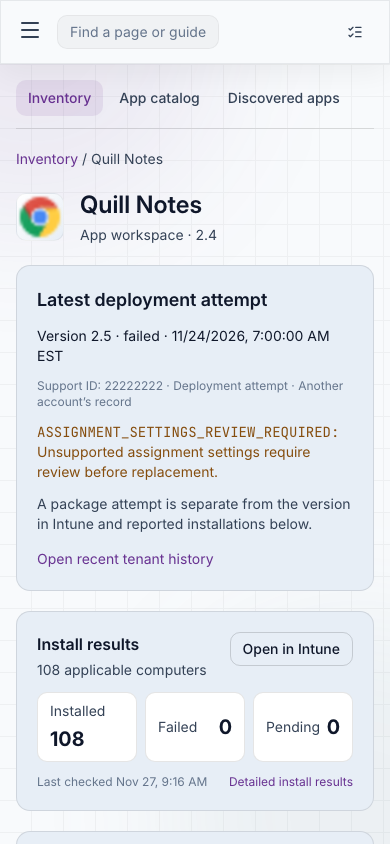 Find a page or guide
Inventory
App catalog
Discovered apps
Inventory / Quill Notes
Quill Notes
App workspace · 2.4
Latest deployment attempt
Version 2.5 · failed · 11/24/2026, 7:00:00 AM
EST
Support ID: 22222222 · Deployment attempt · Another
account’s record
ASSIGNMENT_SETTINGS_REVIEW_REQUIRED:
Unsupported assignment settings require
review before replacement.
A package attempt is separate from the version
in Intune and reported installations below.
Open recent tenant history
Install results
Open in Intune
108 applicable computers
Installed
108
Failed 0
Pending 0
Last checked Nov 27, 9:16 AM
Detailed install results